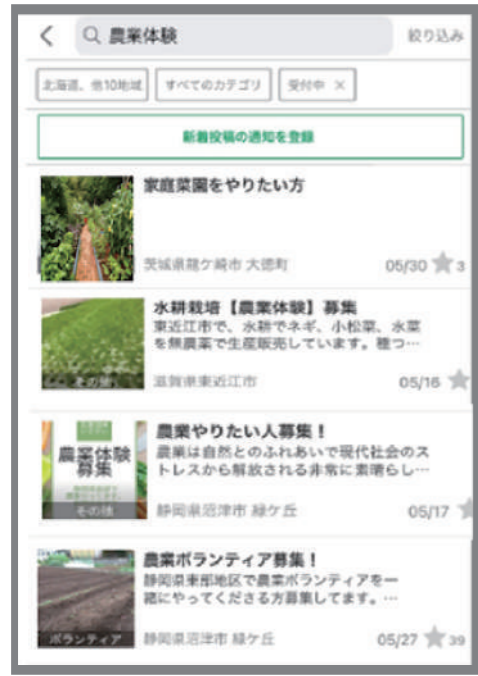 農業体験
絞り込み
北海道、他10地域
すべてのカテゴリ
受付中 ×
新着投稿の通知を登録
家庭菜園をやりたい方
茨城県龍ケ崎市 大徳町
05/30 ★ 3
水耕栽培【農業体験】募集
東近江市で、水耕でネギ、小松菜、水菜
を無農薬で生産販売しています。種つ…
その他
滋賀県東近江市
05/16 ★
農業やりたい人募集！
農業は自然とのふれあいで現代社会のス
トレスから解放される非常に素晴らし…
農業体験
募集
その他
静岡県沼津市 緑ケ丘
05/17
農業ボランティア募集！
静岡県東部地区で農業ボランティアを一
緒にやってくださる方募集してます。…
ボランティア
静岡県沼津市 緑ケ丘
05/27 ★ 39